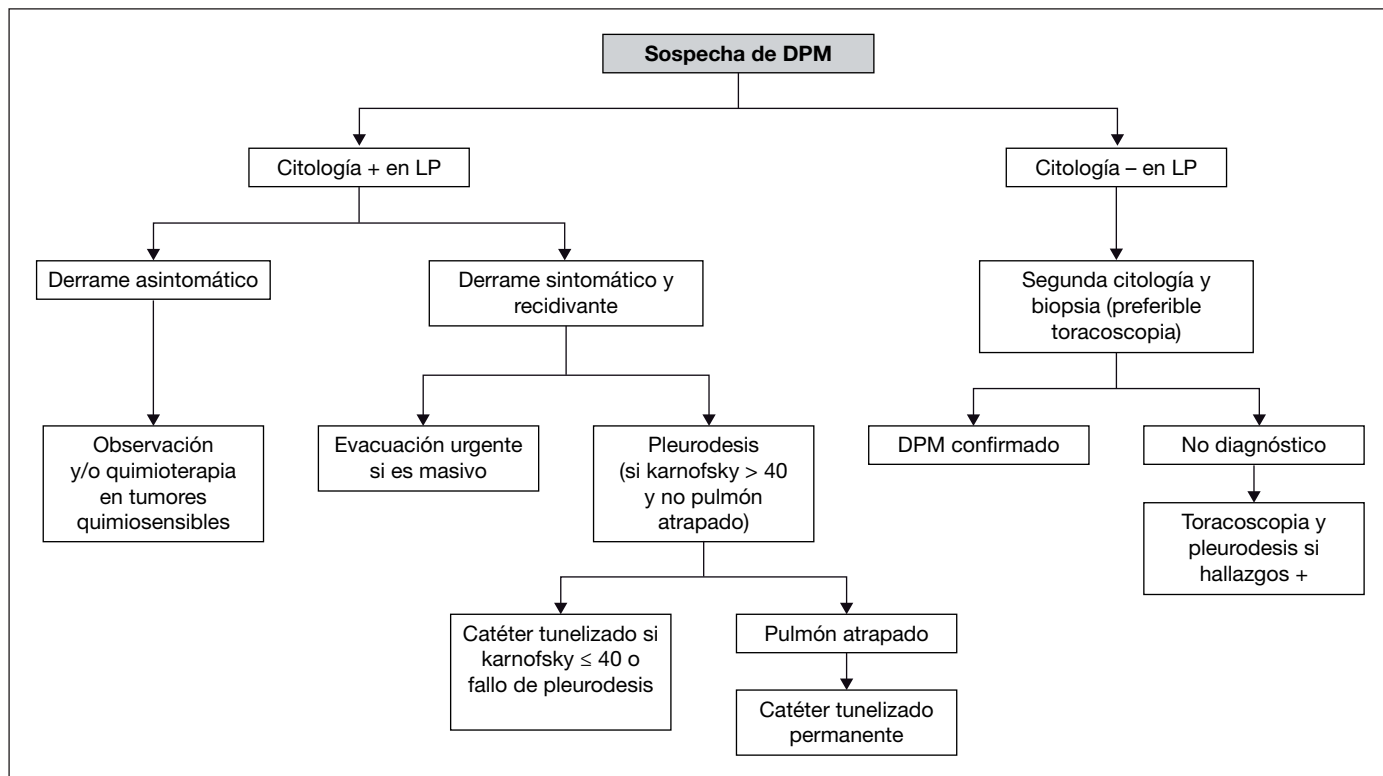 Sospecha de DPM
Citología + en LP
Citología – en LP
Derrame asintomático
Derrame sintomático y
recidivante
Segunda citología y
biopsia (preferible
toracoscopia)
Observación
y/o quimioterapia
en tumores
quimiosensibles
Evacuación urgente
si es masivo
Pleurodesis
(si karnofsky > 40
y no pulmón
atrapado)
DPM confirmado
No diagnóstico
Toracoscopia y
pleurodesis si
hallazgos +
Catéter tunelizado si
karnofsky ≤ 40 o
fallo de pleurodesis
Pulmón atrapado
Catéter tunelizado
permanente